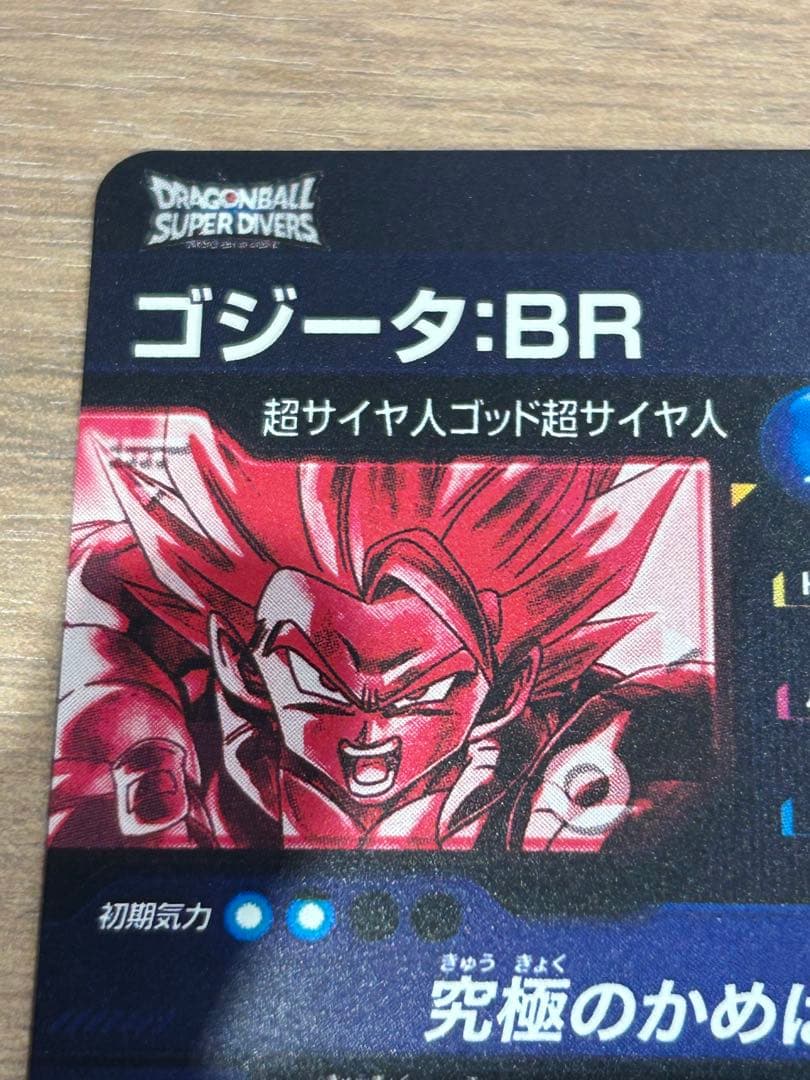 DRAGONBALL
SUPER DIVERS
ゴジータ:BR
超サイヤ人ゴッド超サイヤ人
初期気力
きゅう きょく
究極のかめは